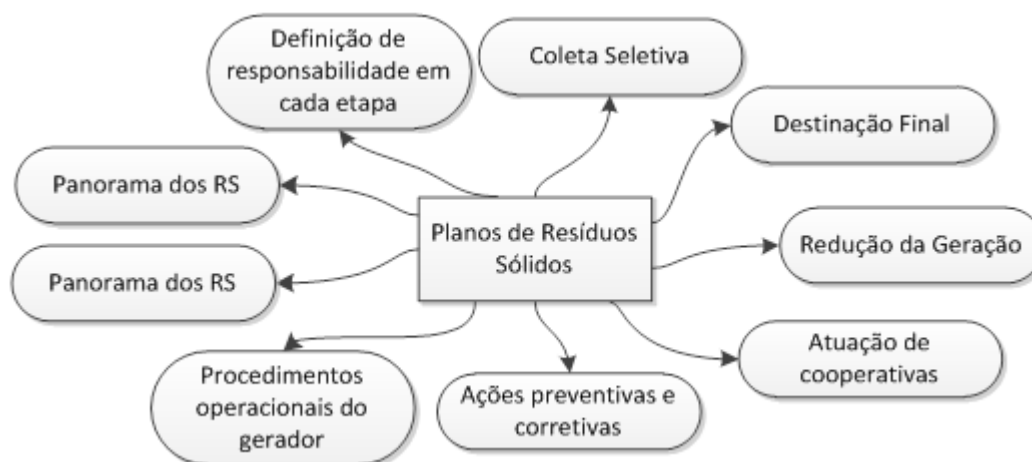 Definição de
responsabilidade em
cada etapa
Coleta Seletiva
Destinação Final
Panorama dos RS
Planos de Resíduos
Sólidos
Redução da Geração
Panorama dos RS
Atuação de
cooperativas
Procedimentos
operacionais do
gerador
Ações preventivas e
corretivas